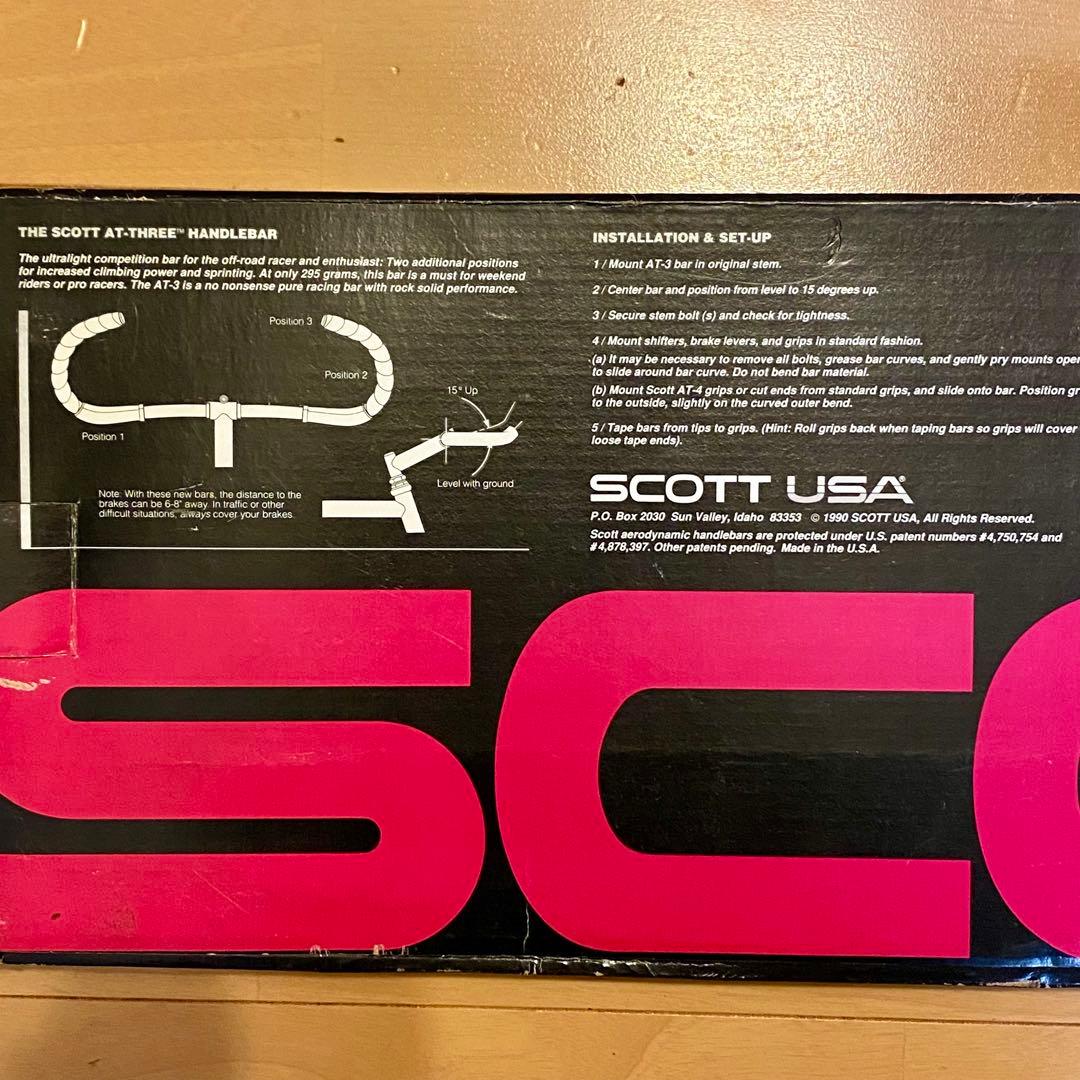 THE SCOTT AT-THREE™ HANDLEBAR
The ultralight competition bar for the off-road racer and enthusiast: Two additional positions
for increased climbing power and sprinting. At only 295 grams, this bar is a must for weekend
riders or pro racers. The AT-3 is a no nonsense pure racing bar with rock solid performance.
Position 3
Position 2
Position 1
15° Up
Level with ground
Note: With these new bars, the distance to the
brakes can be 6-8" away. In traffic or other
difficult situations, always cover your brakes.
INSTALLATION & SET-UP
1 / Mount AT-3 bar in original stem.
2 / Center bar and position from level to 15 degrees up.
3 / Secure stem bolt (s) and check for tightness.
4 / Mount shifters, brake levers, and grips in standard fashion.
(a) It may be necessary to remove all bolts, grease bar curves, and gently pry mounts open
to slide around bar curve. Do not bend bar material.
(b) Mount Scott AT-4 grips or cut ends from standard grips, and slide onto bar. Position gr
to the outside, slightly on the curved outer bend.
5 / Tape bars from tips to grips. (Hint: Roll grips back when taping bars so grips will cover
loose tape ends).
SCOTT USA
P.O. Box 2030 Sun Valley, Idaho 83353 © 1990 SCOTT USA, All Rights Reserved.
Scott aerodynamic handlebars are protected under U.S. patent numbers #4,750,754 and
#4,878,397. Other patents pending. Made in the U.S.A.
SC